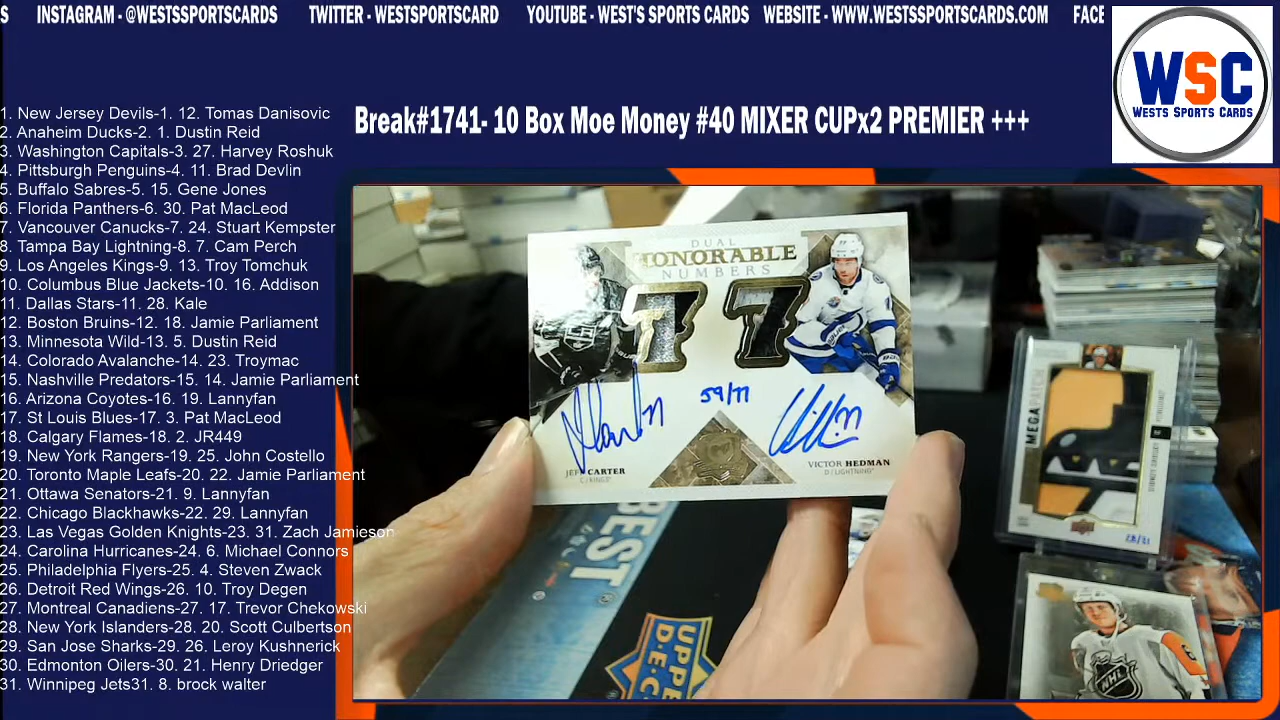 S INSTAGRAM - @WESTSSPORTSCARDS TWITTER - WESTSPORTSCARD YOUTUBE - WEST'S SPORTS CARDS WEBSITE - WWW.WESTSSPORTSCARDS.COM FACE
WSC
WESTS SPORTS CARDS
Break#1741- 10 Box Moe Money #40 MIXER CUPx2 PREMIER +++
1. New Jersey Devils-1. 12. Tomas Danisovic
2. Anaheim Ducks-2. 1. Dustin Reid
3. Washington Capitals-3. 27. Harvey Roshuk
4. Pittsburgh Penguins-4. 11. Brad Devlin
5. Buffalo Sabres-5. 15. Gene Jones
6. Florida Panthers-6. 30. Pat MacLeod
7. Vancouver Canucks-7. 24. Stuart Kempster
8. Tampa Bay Lightning-8. 7. Cam Perch
9. Los Angeles Kings-9. 13. Troy Tomchuk
10. Columbus Blue Jackets-10. 16. Addison
11. Dallas Stars-11. 28. Kale
12. Boston Bruins-12. 18. Jamie Parliament
13. Minnesota Wild-13. 5. Dustin Reid
14. Colorado Avalanche-14. 23. Troymac
15. Nashville Predators-15. 14. Jamie Parliament
16. Arizona Coyotes-16. 19. Lannyfan
17. St Louis Blues-17. 3. Pat MacLeod
18. Calgary Flames-18. 2. JR449
19. New York Rangers-19. 25. John Costello
20. Toronto Maple Leafs-20. 22. Jamie Parliament
21. Ottawa Senators-21. 9. Lannyfan
22. Chicago Blackhawks-22. 29. Lannyfan
23. Las Vegas Golden Knights-23. 31. Zach Jamieson
24. Carolina Hurricanes-24. 6. Michael Connors
25. Philadelphia Flyers-25. 4. Steven Zwack
26. Detroit Red Wings-26. 10. Troy Degen
27. Montreal Canadiens-27. 17. Trevor Chekowski
28. New York Islanders-28. 20. Scott Culbertson
29. San Jose Sharks-29. 26. Leroy Kushnerick
30. Edmonton Oilers-30. 21. Henry Driedger
31. Winnipeg Jets31. 8. brock walter
DUAL
HONORABLE
NUMBERS
77
59/77
JEFF CARTER
C / KINGS
VICTOR HEDMAN
D / LIGHTNING
MEGA PATCH
BEST
UPPER
DECK
NHL